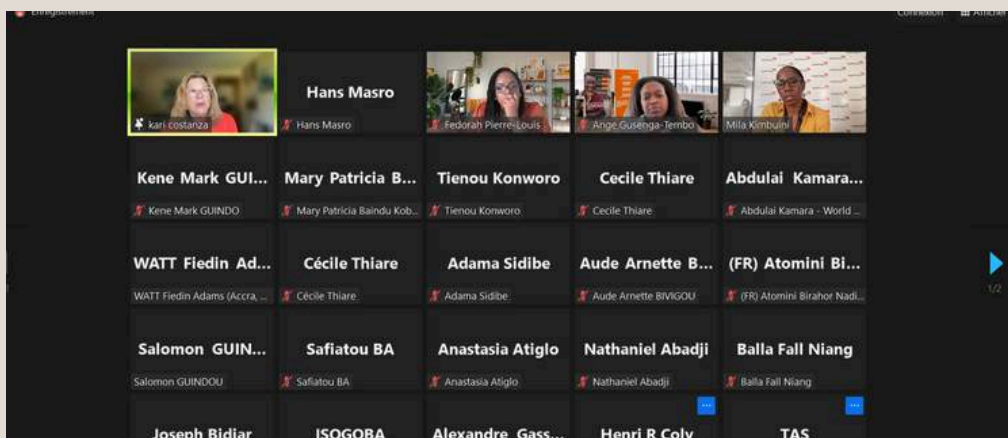 Enregistrement
Connexion Afficher
kari costanza
Hans Masro
Hans Masro
Fedorah Pierre-Louis
Ange Gusenga-Tembo
Mila Kimbuini
Kene Mark GUI...
Mary Patricia B...
Tienou Konworo
Cecile Thiare
Abdulai Kamara...
Kene Mark GUINDO
Mary Patricia Baindu Kob...
Tienou Konworo
Cecile Thiare
Abdulai Kamara - World ...
WATT Fiedin Ad...
Cécile Thiare
Adama Sidibe
Aude Arnette B...
(FR) Atomini Bi...
WATT Fiedin Adams (Accra, ...
Cécile Thiare
Adama Sidibe
Aude Arnette BIVIGOU
(FR) Atomini Birahor Nadi...
1/2
Salomon GUIN...
Safiatou BA
Anastasia Atiglo
Nathaniel Abadji
Balla Fall Niang
Salomon GUINDOU
Safiatou BA
Anastasia Atiglo
Nathaniel Abadji
Balla Fall Niang
Joseph Bidiar
ISOGOBA
Alexandre Gass...
Henri R Coly
TAS